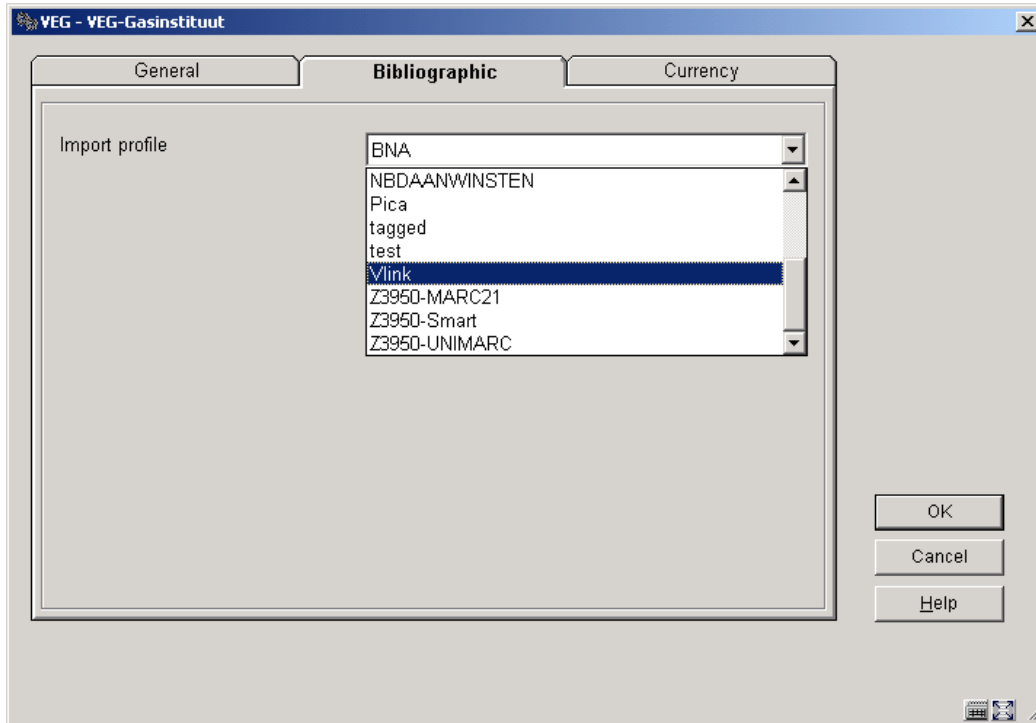 VEG - VEG-Gasinstituut
General Bibliographic Currency
Import profile
BNA
NBDAANWINSTEN
Pica
tagged
test
Vlink
Z3950-MARC21
Z3950-Smart
Z3950-UNIMARC
OK
Cancel
Help